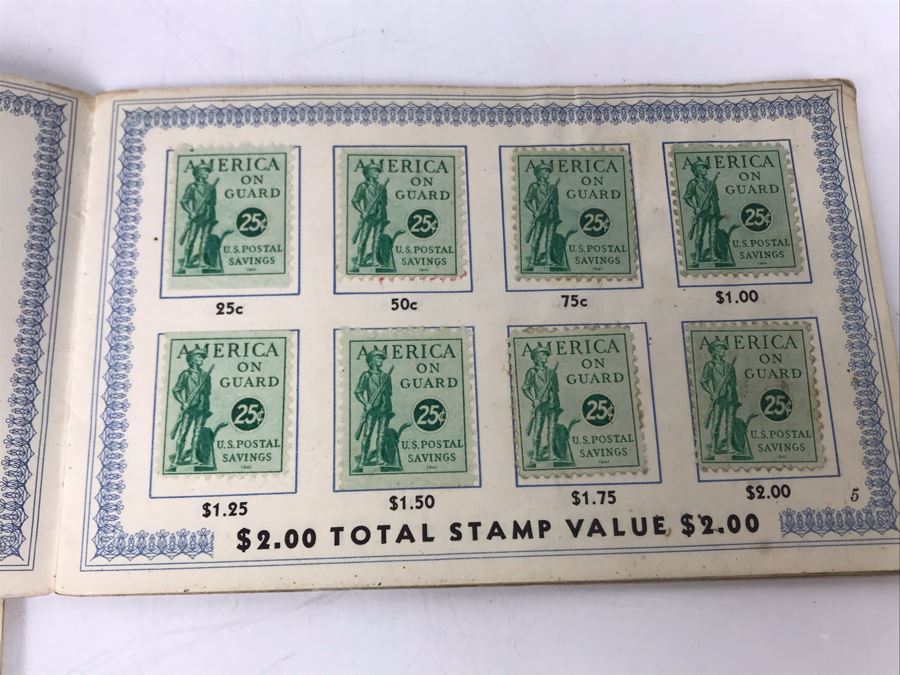 AMERICA ON GUARD 25¢ U.S. POSTAL SAVINGS 1941
AMERICA ON GUARD 25¢ U.S. POSTAL SAVINGS 1941
AMERICA ON GUARD 25¢ U.S. POSTAL SAVINGS 1941
AMERICA ON GUARD 25¢ U.S. POSTAL SAVINGS 1941
25c 50c 75c $1.00
AMERICA ON GUARD 25¢ U.S. POSTAL SAVINGS 1941
AMERICA ON GUARD 25¢ U.S. POSTAL SAVINGS 1941
AMERICA ON GUARD 25¢ U.S. POSTAL SAVINGS 1941
AMERICA ON GUARD 25¢ U.S. POSTAL SAVINGS 1941
$1.25 $1.50 $1.75 $2.00 5
$2.00 TOTAL STAMP VALUE $2.00